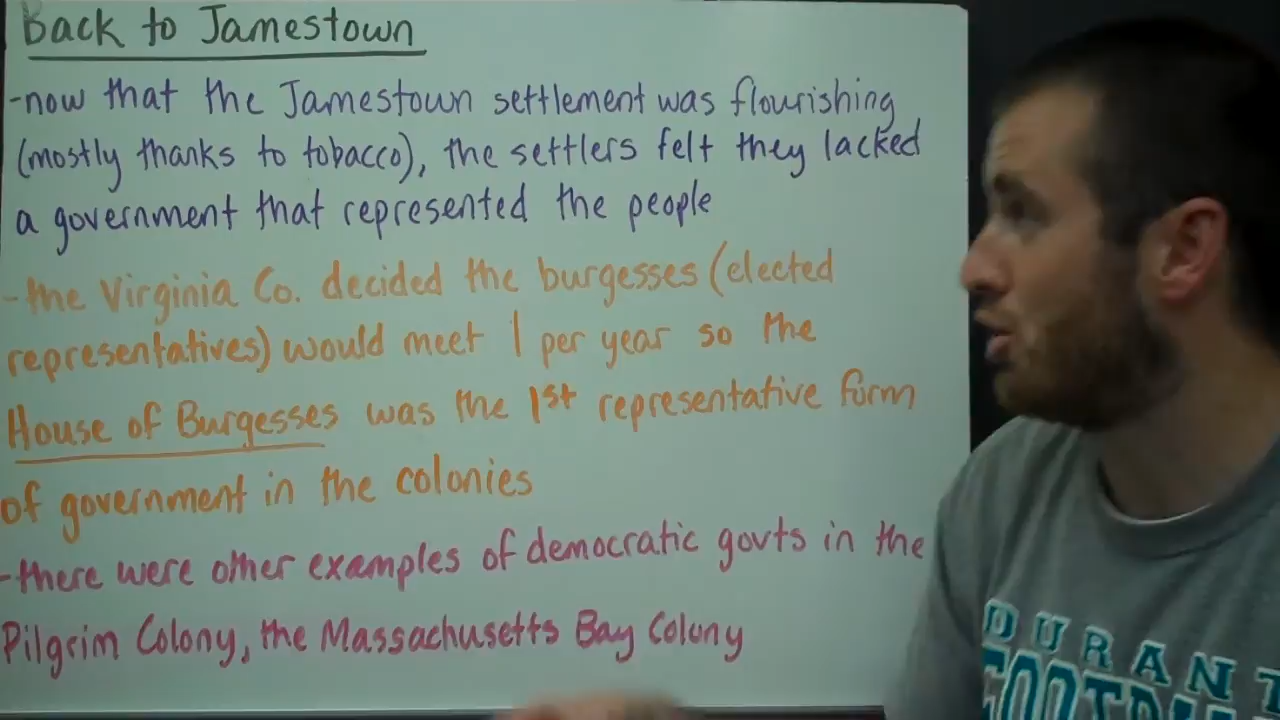 Back to Jamestown
-now that the Jamestown settlement was flourishing
(mostly thanks to tobacco), the settlers felt they lacked
a government that represented the people
-the Virginia Co. decided the burgesses (elected
representatives) would meet 1 per year so the
House of Burgesses was the 1st representative form
of government in the colonies
-there were other examples of democratic govts in the
Pilgrim Colony, the Massachusetts Bay Colony
DURANT